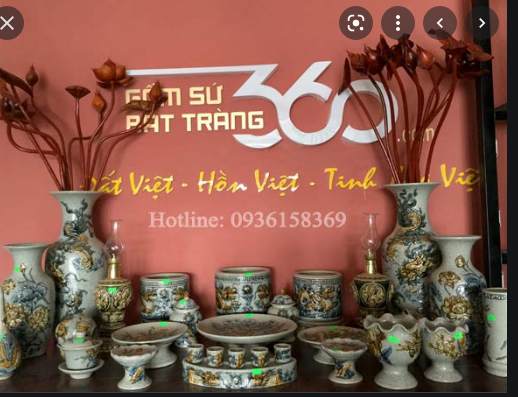 GỐM SỨ
BÁT TRÀNG 360 .com
Đất Việt - Hồn Việt - Tinh Việt
Hotline: 0936158369